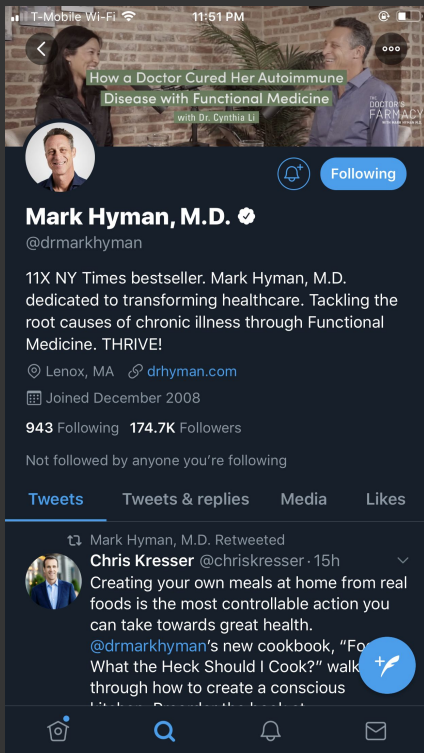 T-Mobile Wi-Fi 11:51 PM
How a Doctor Cured Her Autoimmune
Disease with Functional Medicine
with Dr. Cynthia Li
THE
DOCTOR'S
FARMACY
Following
Mark Hyman, M.D.
@drmarkhyman
11X NY Times bestseller. Mark Hyman, M.D.
dedicated to transforming healthcare. Tackling the
root causes of chronic illness through Functional
Medicine. THRIVE!
Lenox, MA drhyman.com
Joined December 2008
943 Following 174.7K Followers
Not followed by anyone you're following
Tweets Tweets & replies Media Likes
Mark Hyman, M.D. Retweeted
Chris Kresser @chriskresser · 15h
Creating your own meals at home from real
foods is the most controllable action you
can take towards great health.
@drmarkhyman's new cookbook, “Fo
What the Heck Should I Cook?” walk
through how to create a conscious